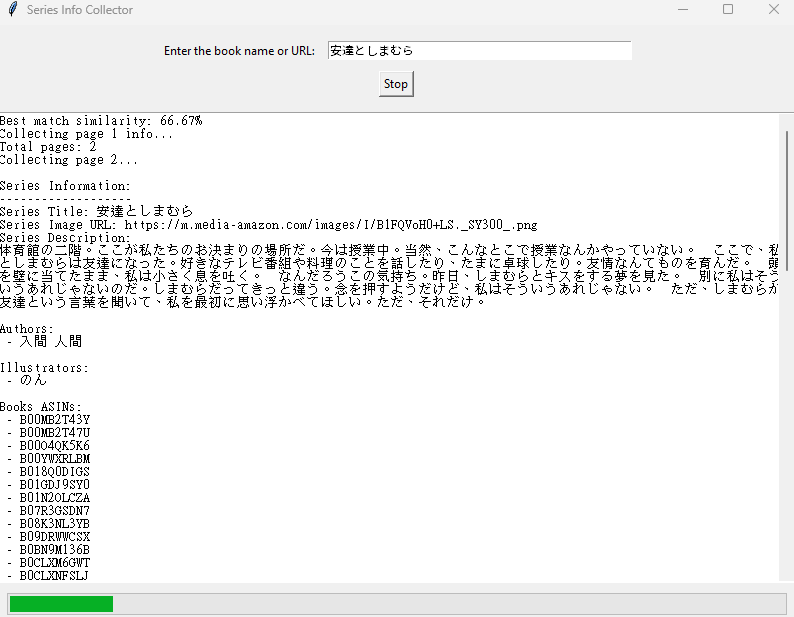 Series Info Collector
Enter the book name or URL: 安達としまむら
Stop
Best match similarity: 66.67%
Collecting page 1 info...
Total pages: 2
Collecting page 2...
Series Information:
-------------------
Series Title: 安達としまむら
Series Image URL: https://m.media-amazon.com/images/I/B1FQVoH0+LS._SY300_.png
Series Description:
体育館の二階。ここが私たちのお決まりの場所だ。今は授業中。当然、こんなとこで授業なんかやっていない。 ここで、私
としまむらは友達になった。好きなテレビ番組や料理のことを話したり、たまに卓球したり。友情なんてものを育んだ。 頭
を壁に当てたまま、私は小さく息を吐く。 なんだろうこの気持ち。昨日、しまむらとキスをする夢を見た。 別に私はそう
いうあれじゃないのだ。しまむらだってきっと違う。念を押すようだけど、私はそういうあれじゃない。 ただ、しまむらが
友達という言葉を聞いて、私を最初に思い浮かべてほしい。ただ、それだけ。
Authors:
- 入間 人間
Illustrators:
- のん
Books ASINs:
- B00MB2T43Y
- B00MB2T47U
- B00O4QK5K6
- B00YWXRLBM
- B018Q0DIGS
- B01GDJ9SY0
- B01N2OLCZA
- B07R3GSDN7
- B08K3NL3YB
- B09DRWWCSX
- B0BN9M136B
- B0CLXM6GWT
- B0CLXNFSLJ